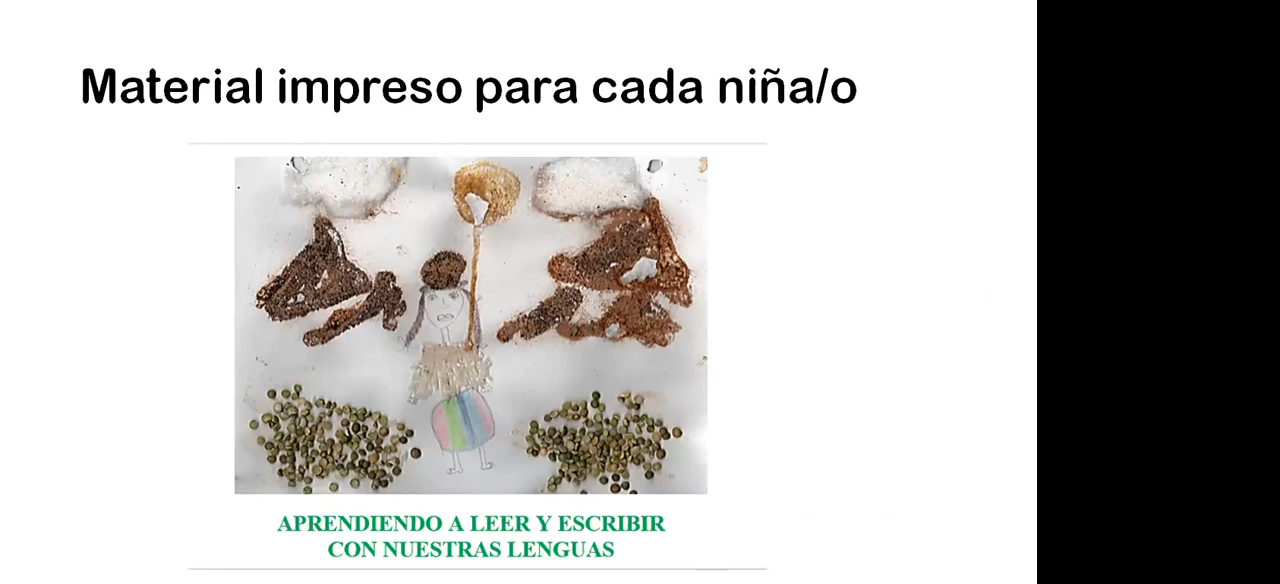 Material impreso para cada niña/o
APRENDIENDO A LEER Y ESCRIBIR
CON NUESTRAS LENGUAS